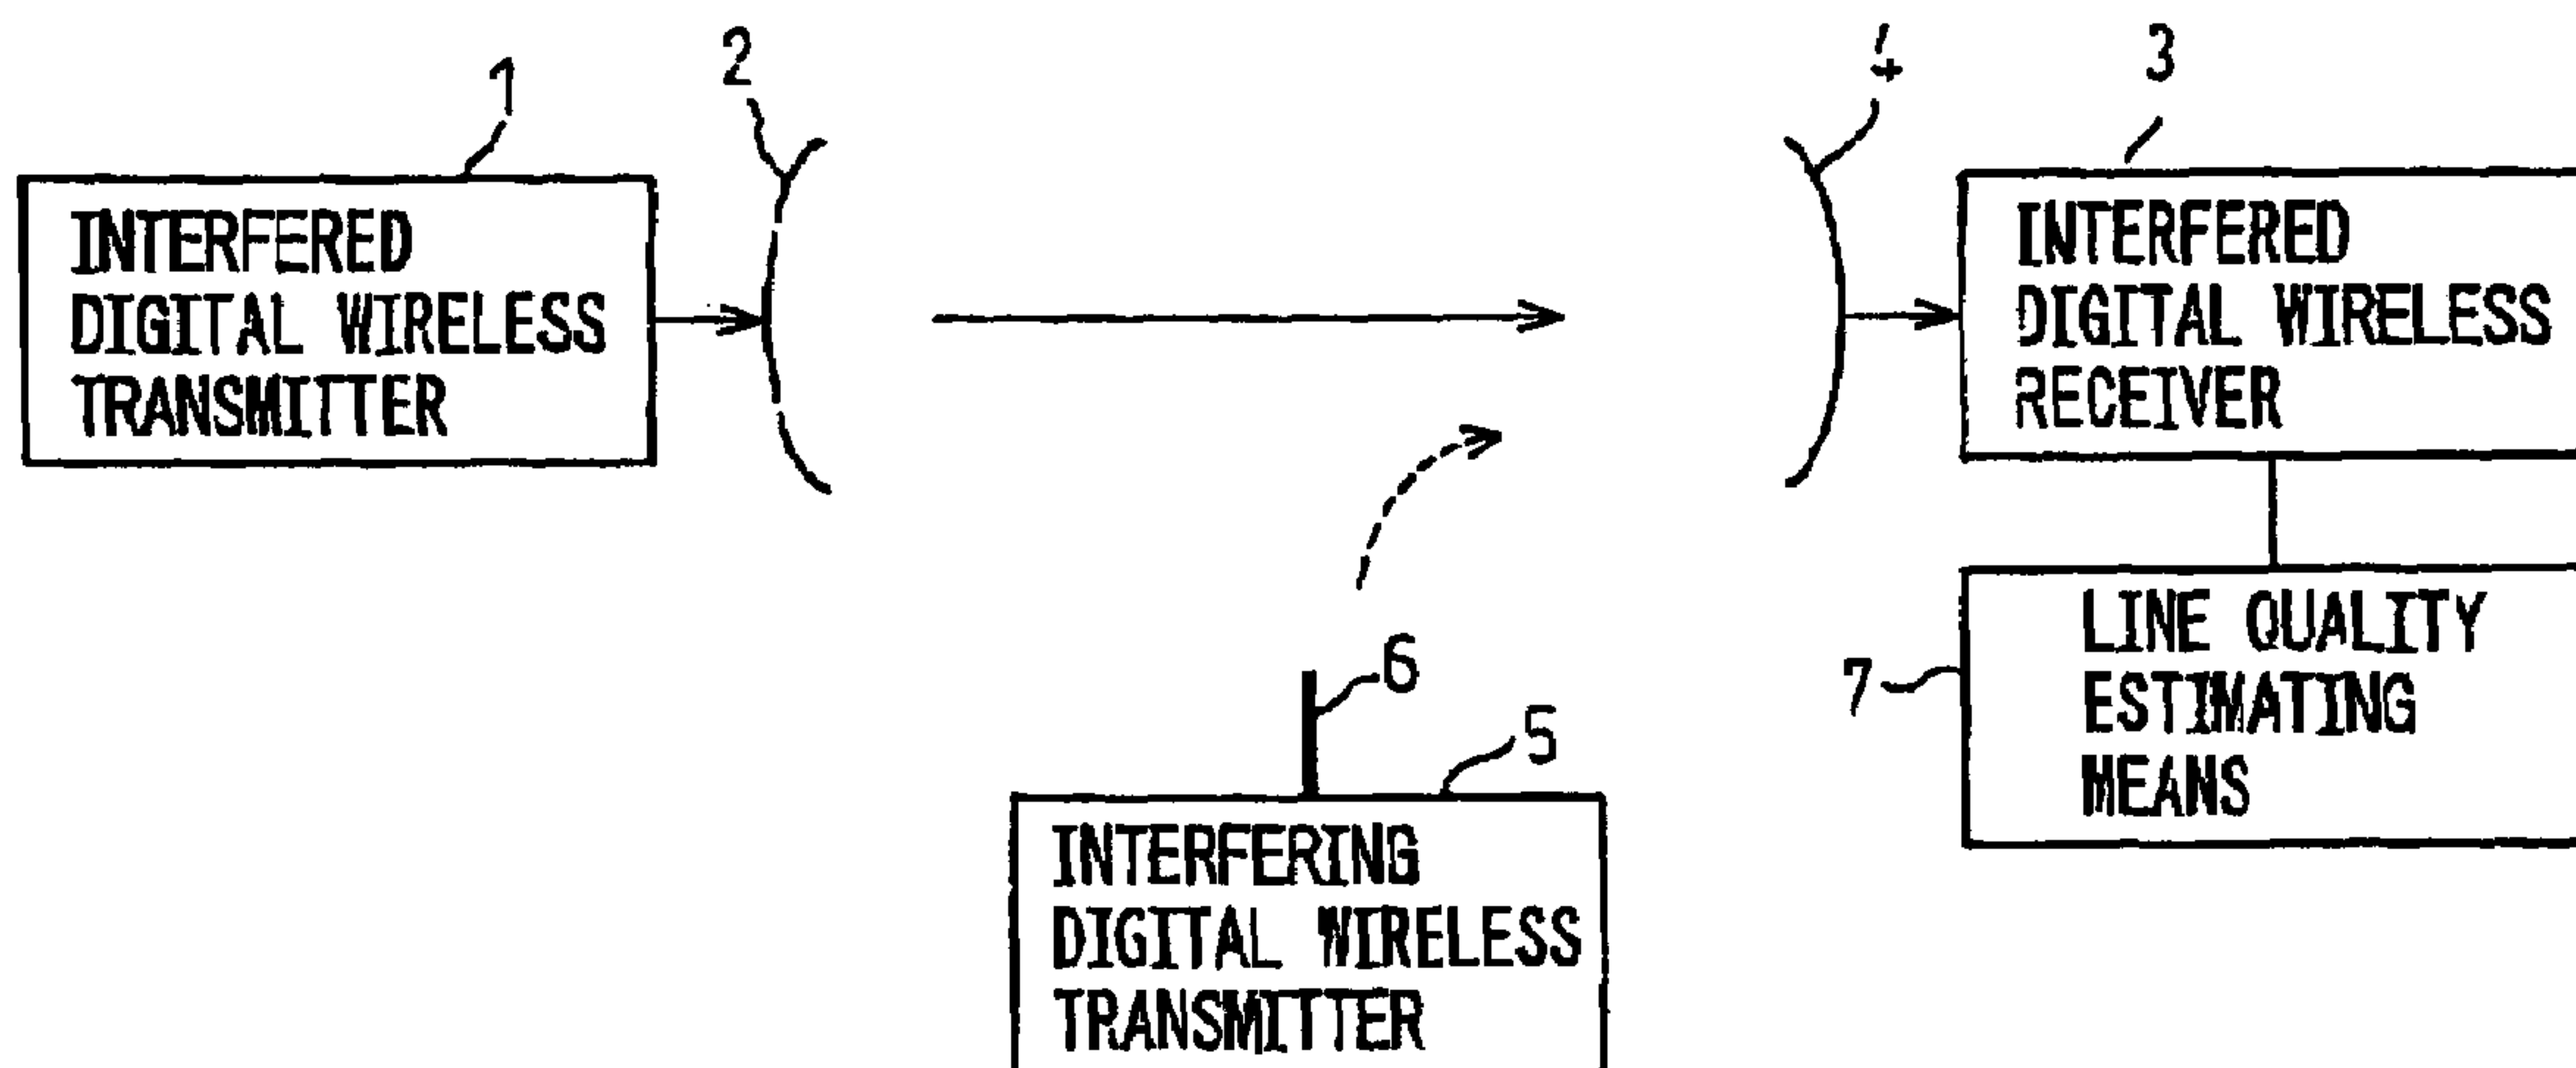 1
2
4
3
INTERFERED
DIGITAL WIRELESS
TRANSMITTER
INTERFERED
DIGITAL WIRELESS
RECEIVER
6
5
7
LINE QUALITY
ESTIMATING
MEANS
INTERFERING
DIGITAL WIRELESS
TRANSMITTER